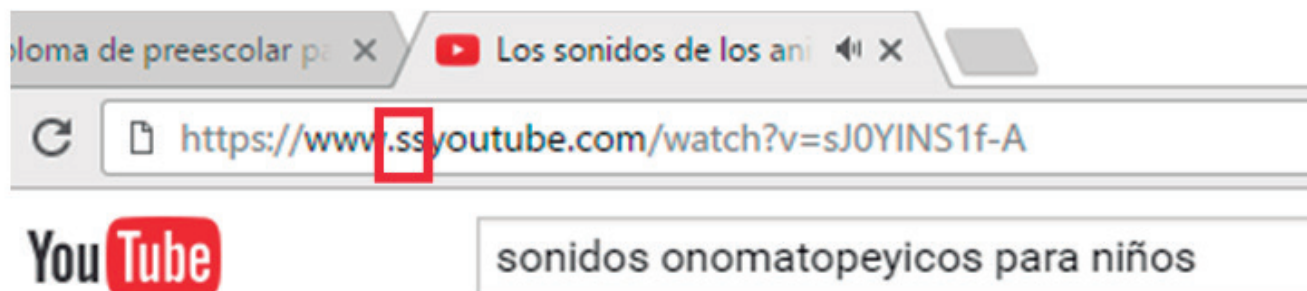 ploma de preescolar pa Los sonidos de los ani
https://www.ssyoutube.com/watch?v=sJ0YINS1f-A
YouTube sonidos onomatopeyicos para niños